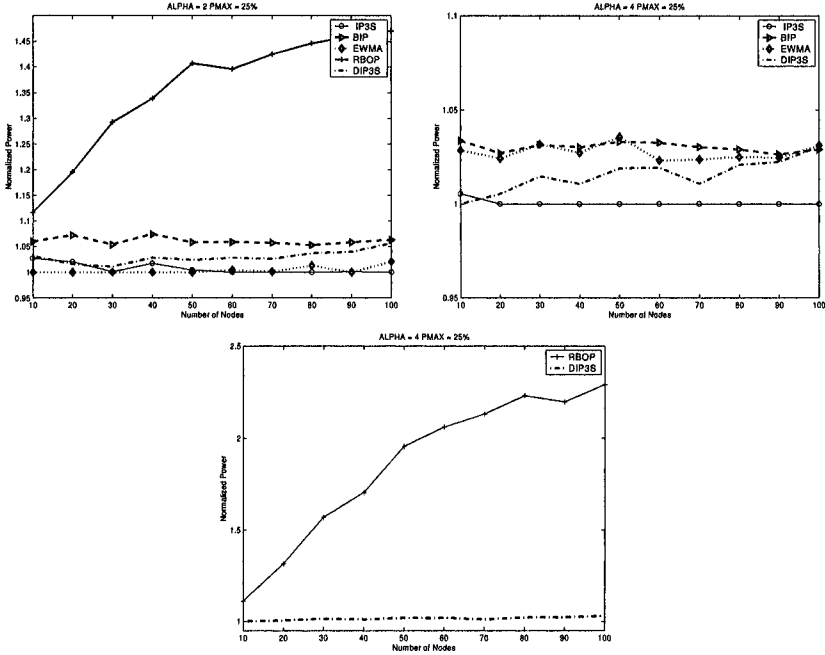 ALPHA = 2 PMAX = 25%
1.45
1.4
1.35
1.3
1.25
1.2
1.15
1.1
1.05
1
0.95
Normalized Power
10 20 30 40 50 60 70 80 90 100
Number of Nodes
IP3S
BIP
EWMA
RBOP
DIP3S
ALPHA = 4 PMAX = 25%
1.1
1.05
1
0.95
Normalized Power
10 20 30 40 50 60 70 80 90 100
Number of Nodes
IP3S
BIP
EWMA
DIP3S
ALPHA = 4 PMAX = 25%
2.5
2
1.5
1
Normalized Power
10 20 30 40 50 60 70 80 90 100
Number of Nodes
RBOP
DIP3S